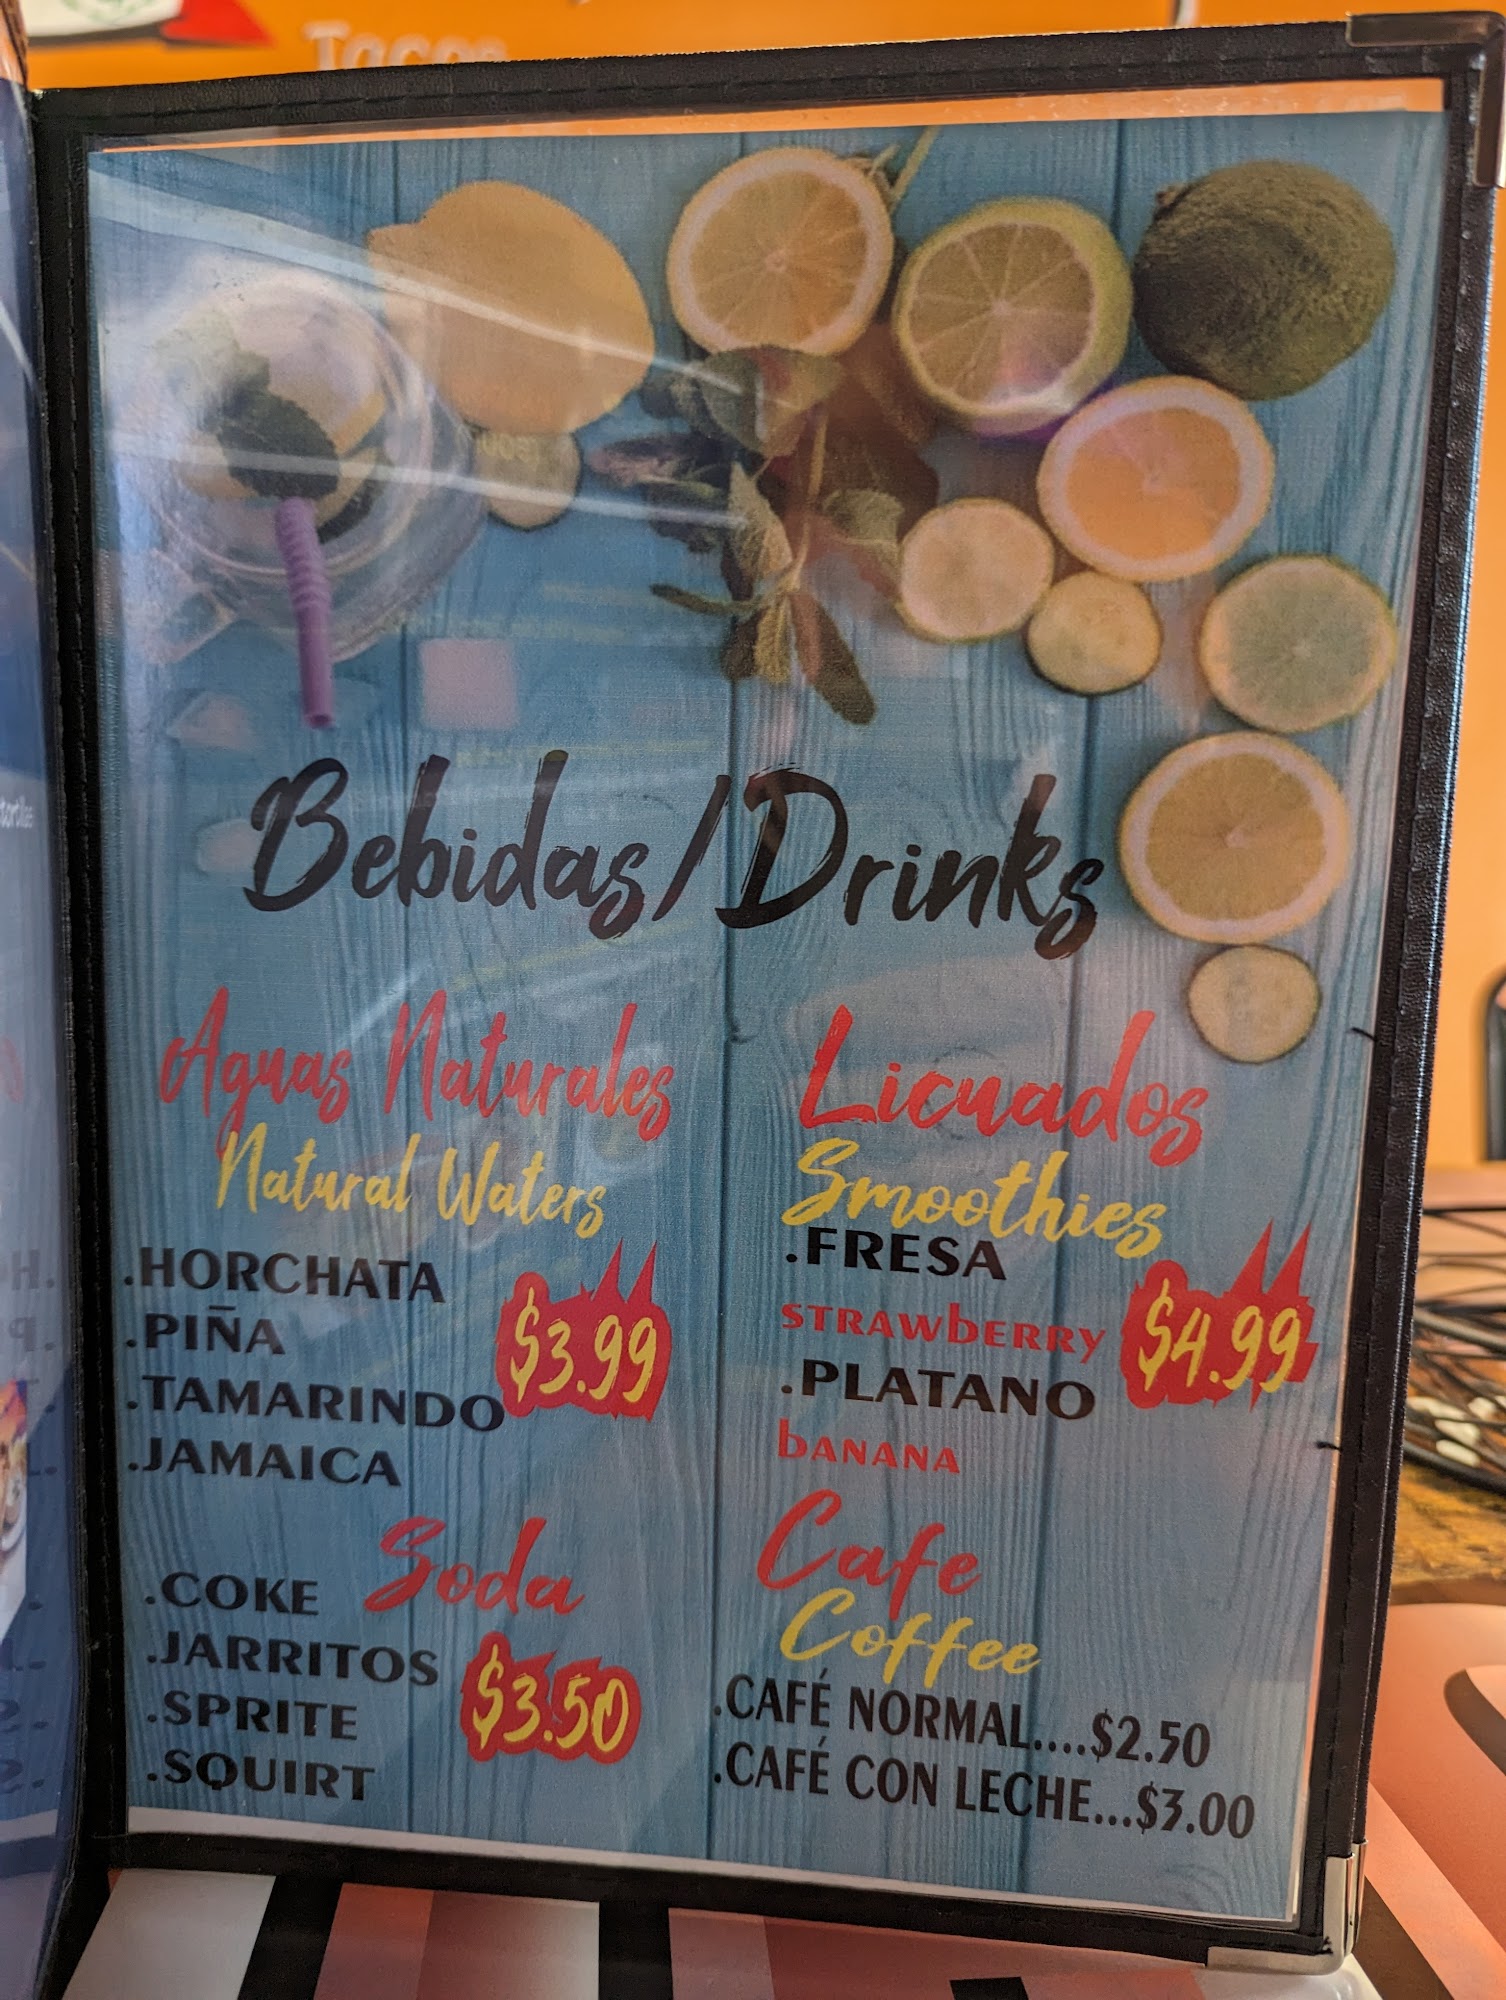 Tacos
tortillas
Bebidas/Drinks
Aguas Naturales
Natural Waters
.HORCHATA
.PIÑA
.TAMARINDO
.JAMAICA
$3.99
Licuados
Smoothies
.FRESA
STRAWBERRY
.PLATANO
BANANA
$4.99
Soda
.COKE
.JARRITOS
.SPRITE
.SQUIRT
$3.50
Cafe
Coffee
.CAFÉ NORMAL....$2.50
.CAFÉ CON LECHE...$3.00